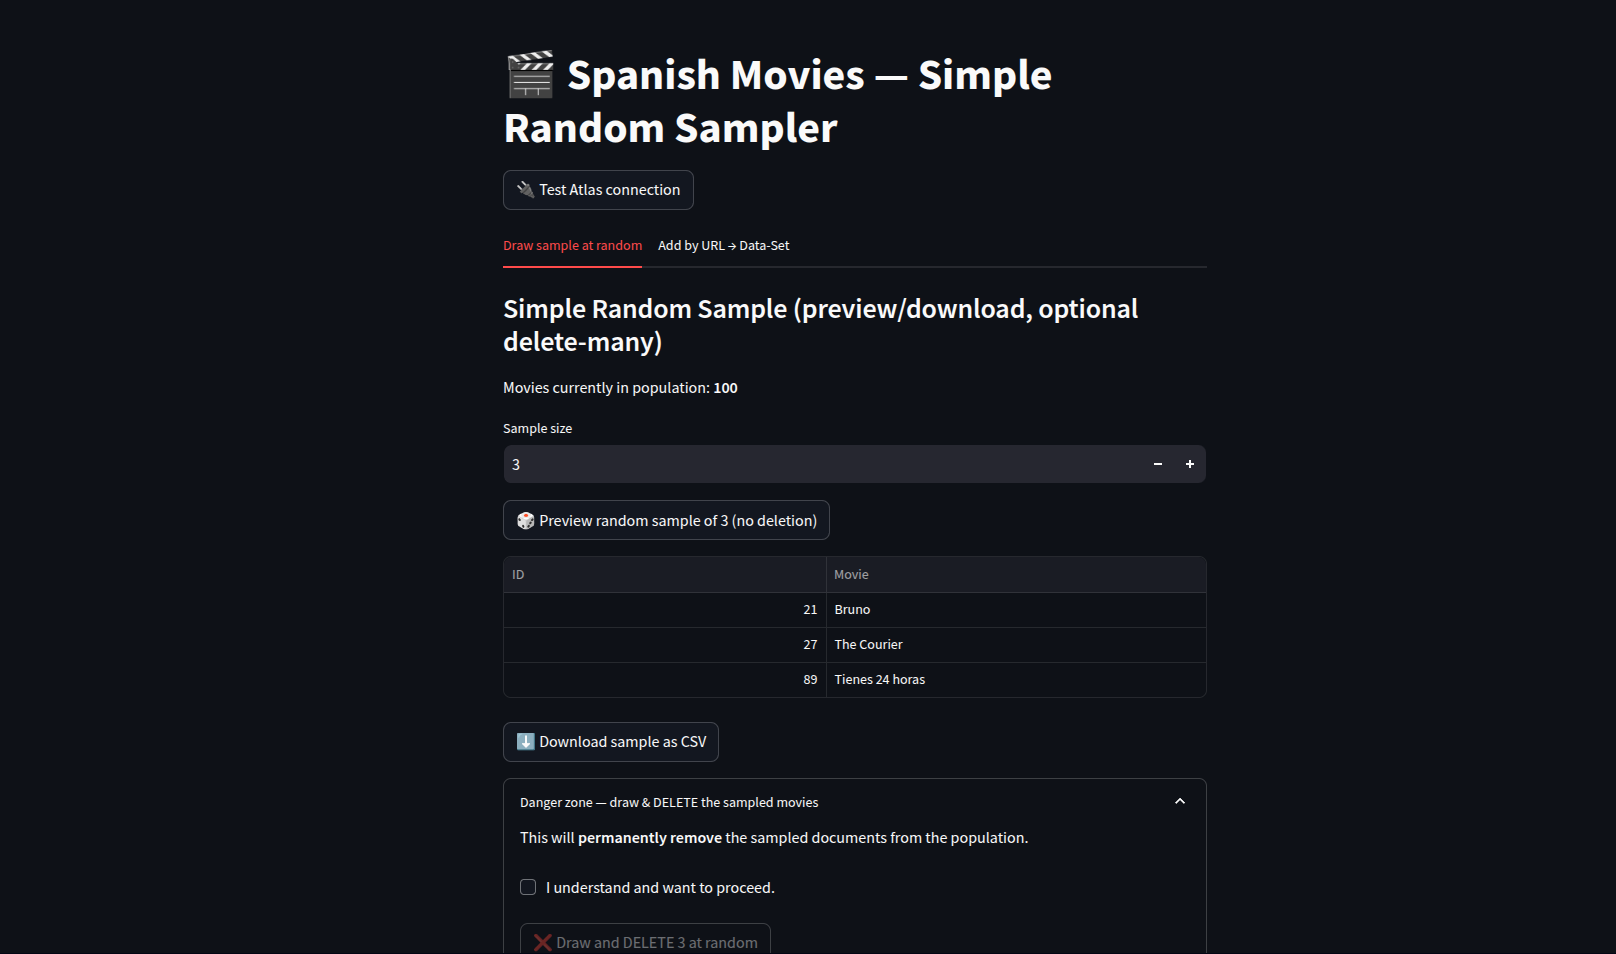 Spanish Movies — Simple
Random Sampler
Test Atlas connection
Draw sample at random
Add by URL → Data-Set
Simple Random Sample (preview/download, optional
delete-many)
Movies currently in population: 100
Sample size
3
Preview random sample of 3 (no deletion)
ID Movie
21 Bruno
27 The Courier
89 Tienes 24 horas
Download sample as CSV
Danger zone — draw & DELETE the sampled movies
This will permanently remove the sampled documents from the population.
I understand and want to proceed.
Draw and DELETE 3 at random